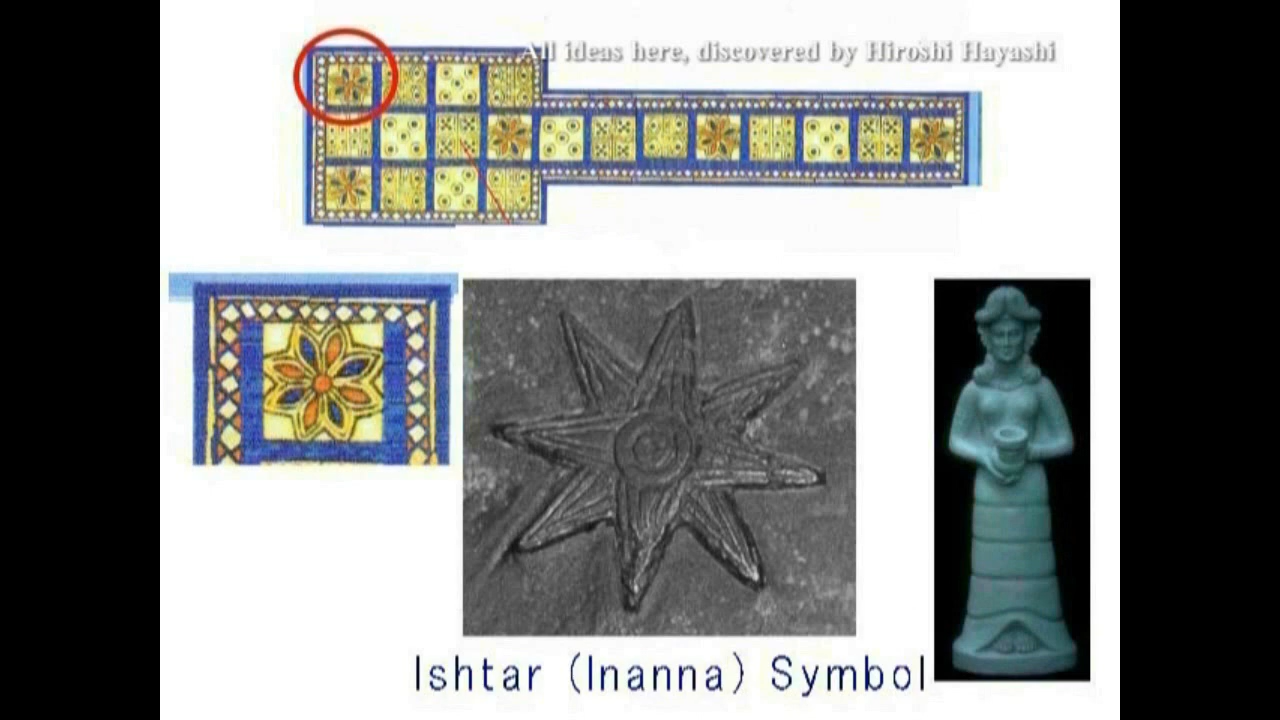 All ideas here, discovered by Hiroshi Hayashi
Ishtar (Inanna) Symbol